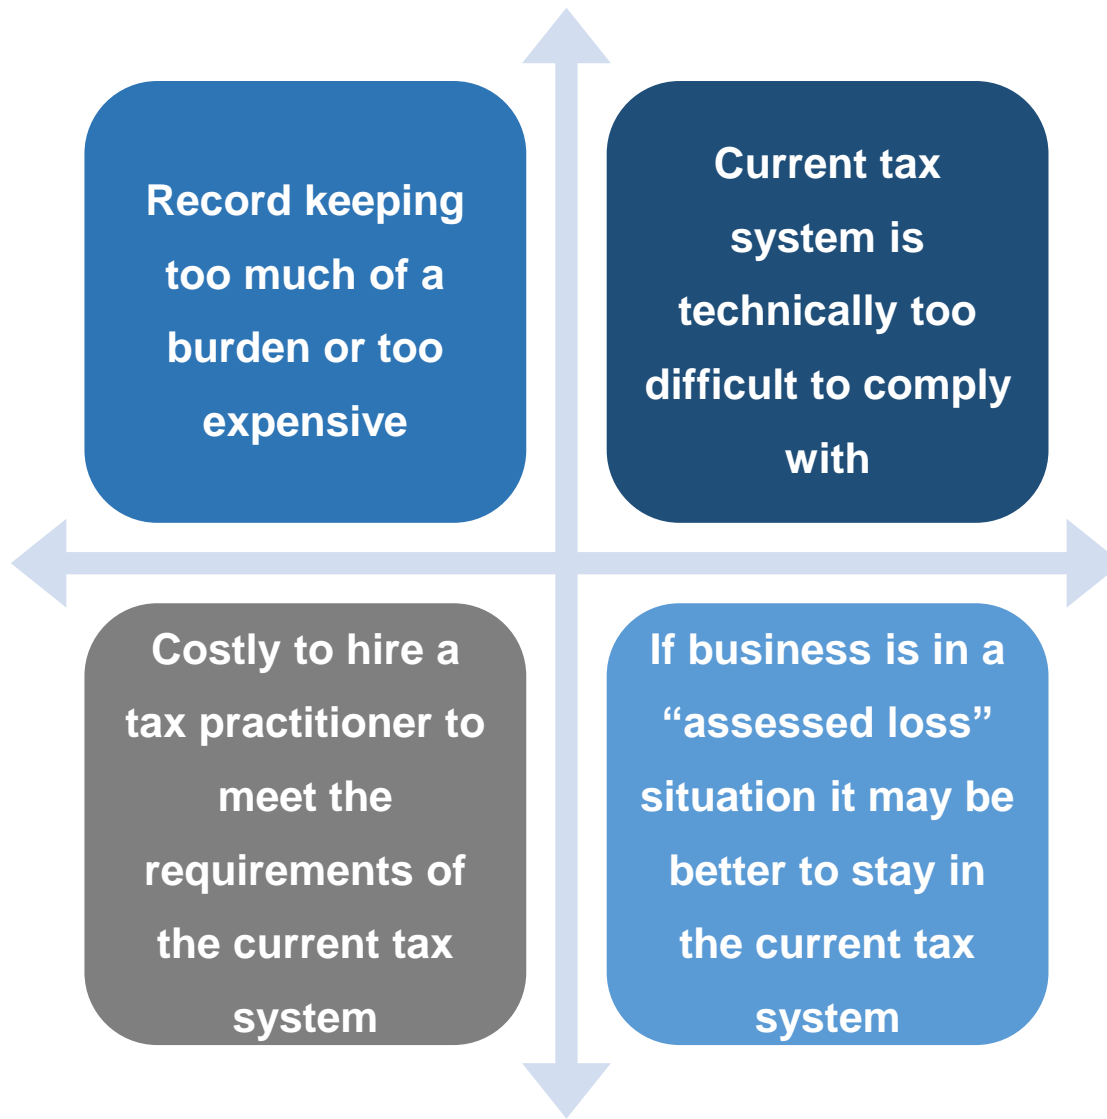 Record keeping
too much of a
burden or too
expensive
Current tax
system is
technically too
difficult to comply
with
Costly to hire a
tax practitioner to
meet the
requirements of
the current tax
system
If business is in a
“assessed loss”
situation it may be
better to stay in
the current tax
system